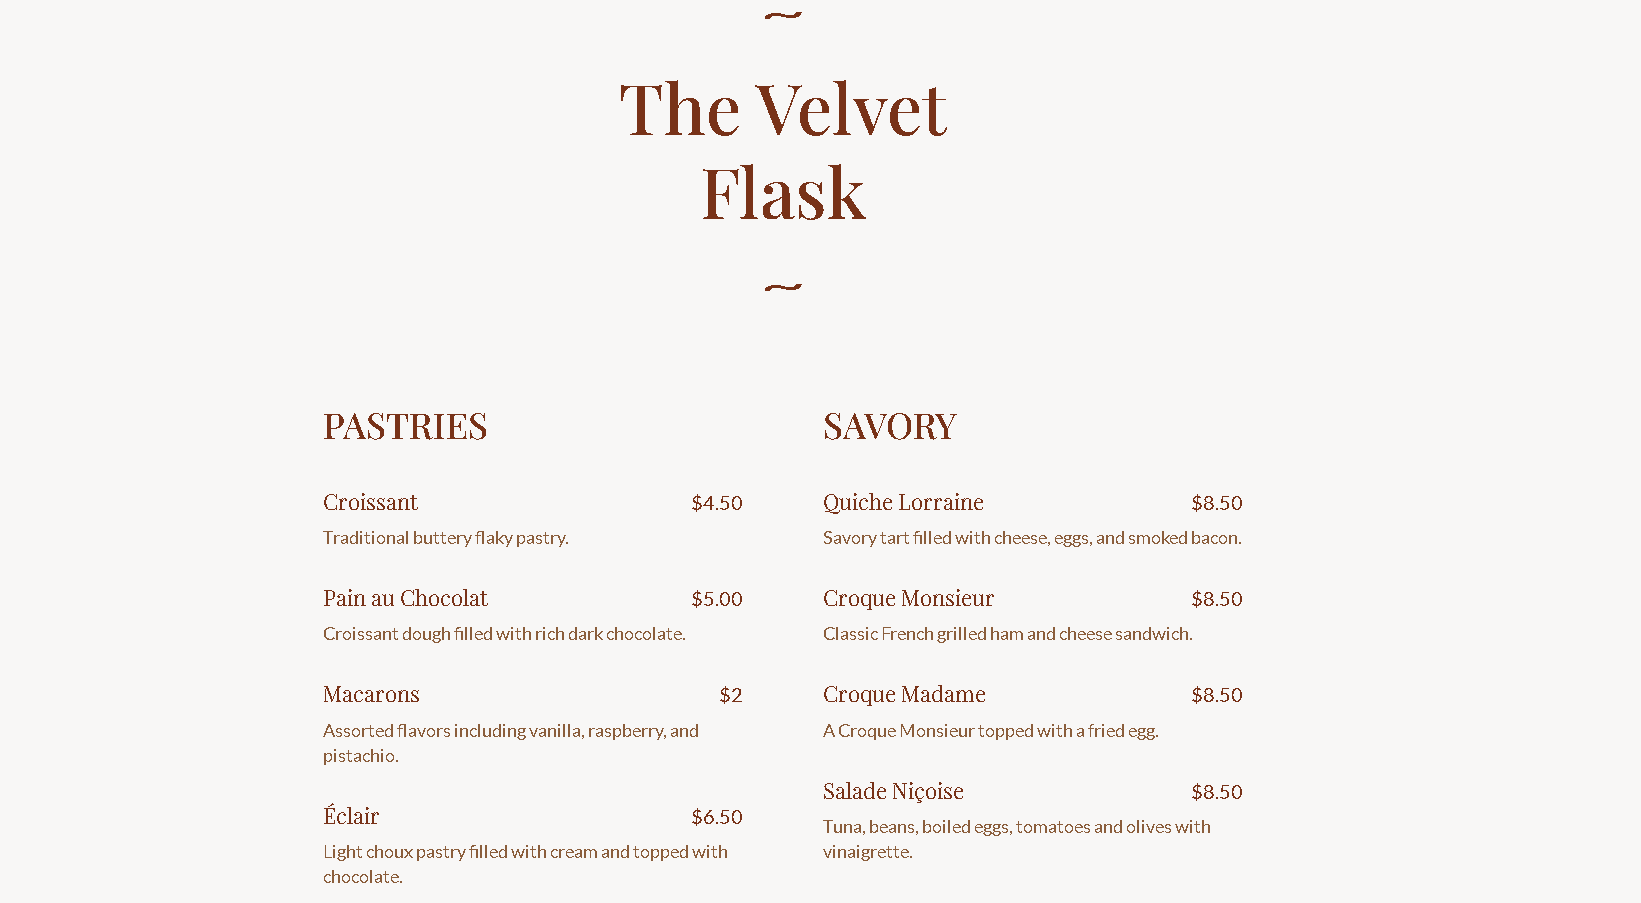 ~
The Velvet
Flask
~
PASTRIES
Croissant $4.50
Traditional buttery flaky pastry.
Pain au Chocolat $5.00
Croissant dough filled with rich dark chocolate.
Macarons $2
Assorted flavors including vanilla, raspberry, and
pistachio.
Éclair $6.50
Light choux pastry filled with cream and topped with
chocolate.
SAVORY
Quiche Lorraine $8.50
Savory tart filled with cheese, eggs, and smoked bacon.
Croque Monsieur $8.50
Classic French grilled ham and cheese sandwich.
Croque Madame $8.50
A Croque Monsieur topped with a fried egg.
Salade Niçoise $8.50
Tuna, beans, boiled eggs, tomatoes and olives with
vinaigrette.